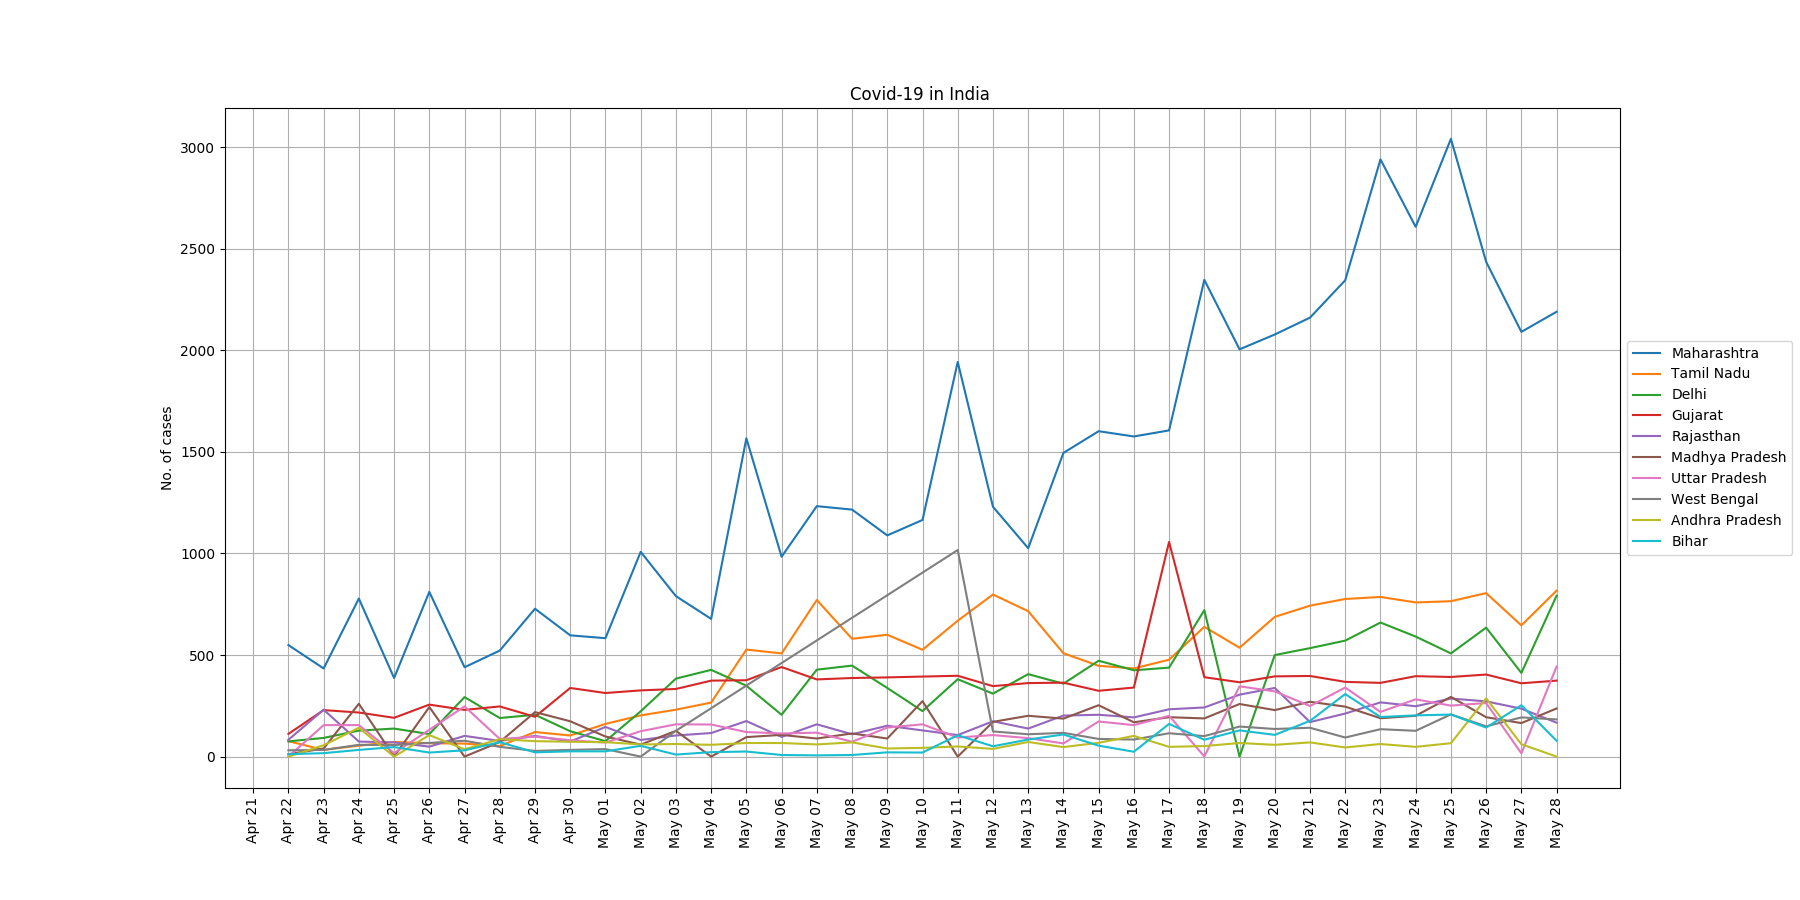 Covid-19 in India
3000
2500
2000
1500
1000
500
0
No. of cases
Apr 21
Apr 22
Apr 23
Apr 24
Apr 25
Apr 26
Apr 27
Apr 28
Apr 29
Apr 30
May 01
May 02
May 03
May 04
May 05
May 06
May 07
May 08
May 09
May 10
May 11
May 12
May 13
May 14
May 15
May 16
May 17
May 18
May 19
May 20
May 21
May 22
May 23
May 24
May 25
May 26
May 27
May 28
Maharashtra
Tamil Nadu
Delhi
Gujarat
Rajasthan
Madhya Pradesh
Uttar Pradesh
West Bengal
Andhra Pradesh
Bihar